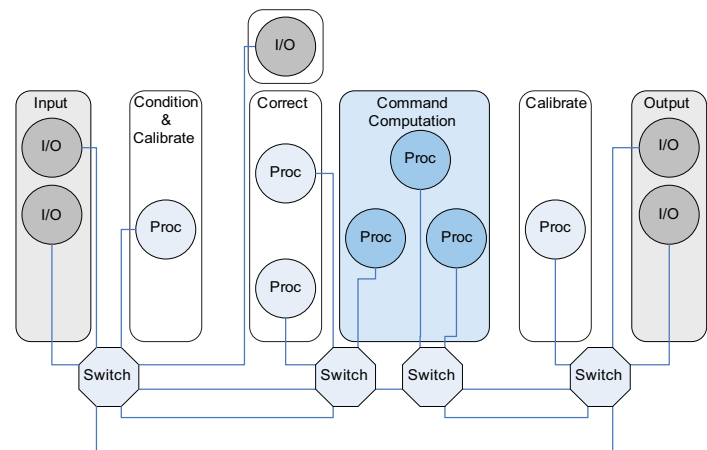 I/O
Input
Condition
&
Calibrate
Correct
Command
Computation
Calibrate
Output
I/O
I/O
Proc
Proc
Proc
Proc
Proc
Proc
Proc
I/O
I/O
Switch
Switch
Switch
Switch